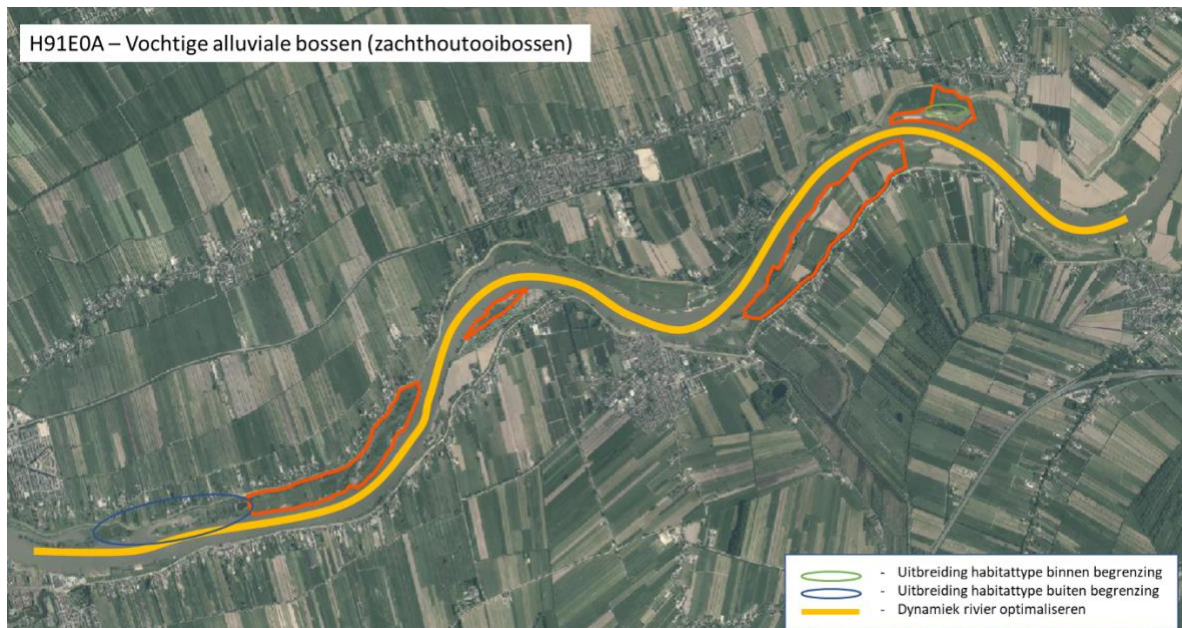 H91E0A – Vochtige alluviale bossen (zachthoutooibossen)
- Uitbreiding habitattype binnen begrenzing
- Uitbreiding habitattype buiten begrenzing
- Dynamiek rivier optimaliseren